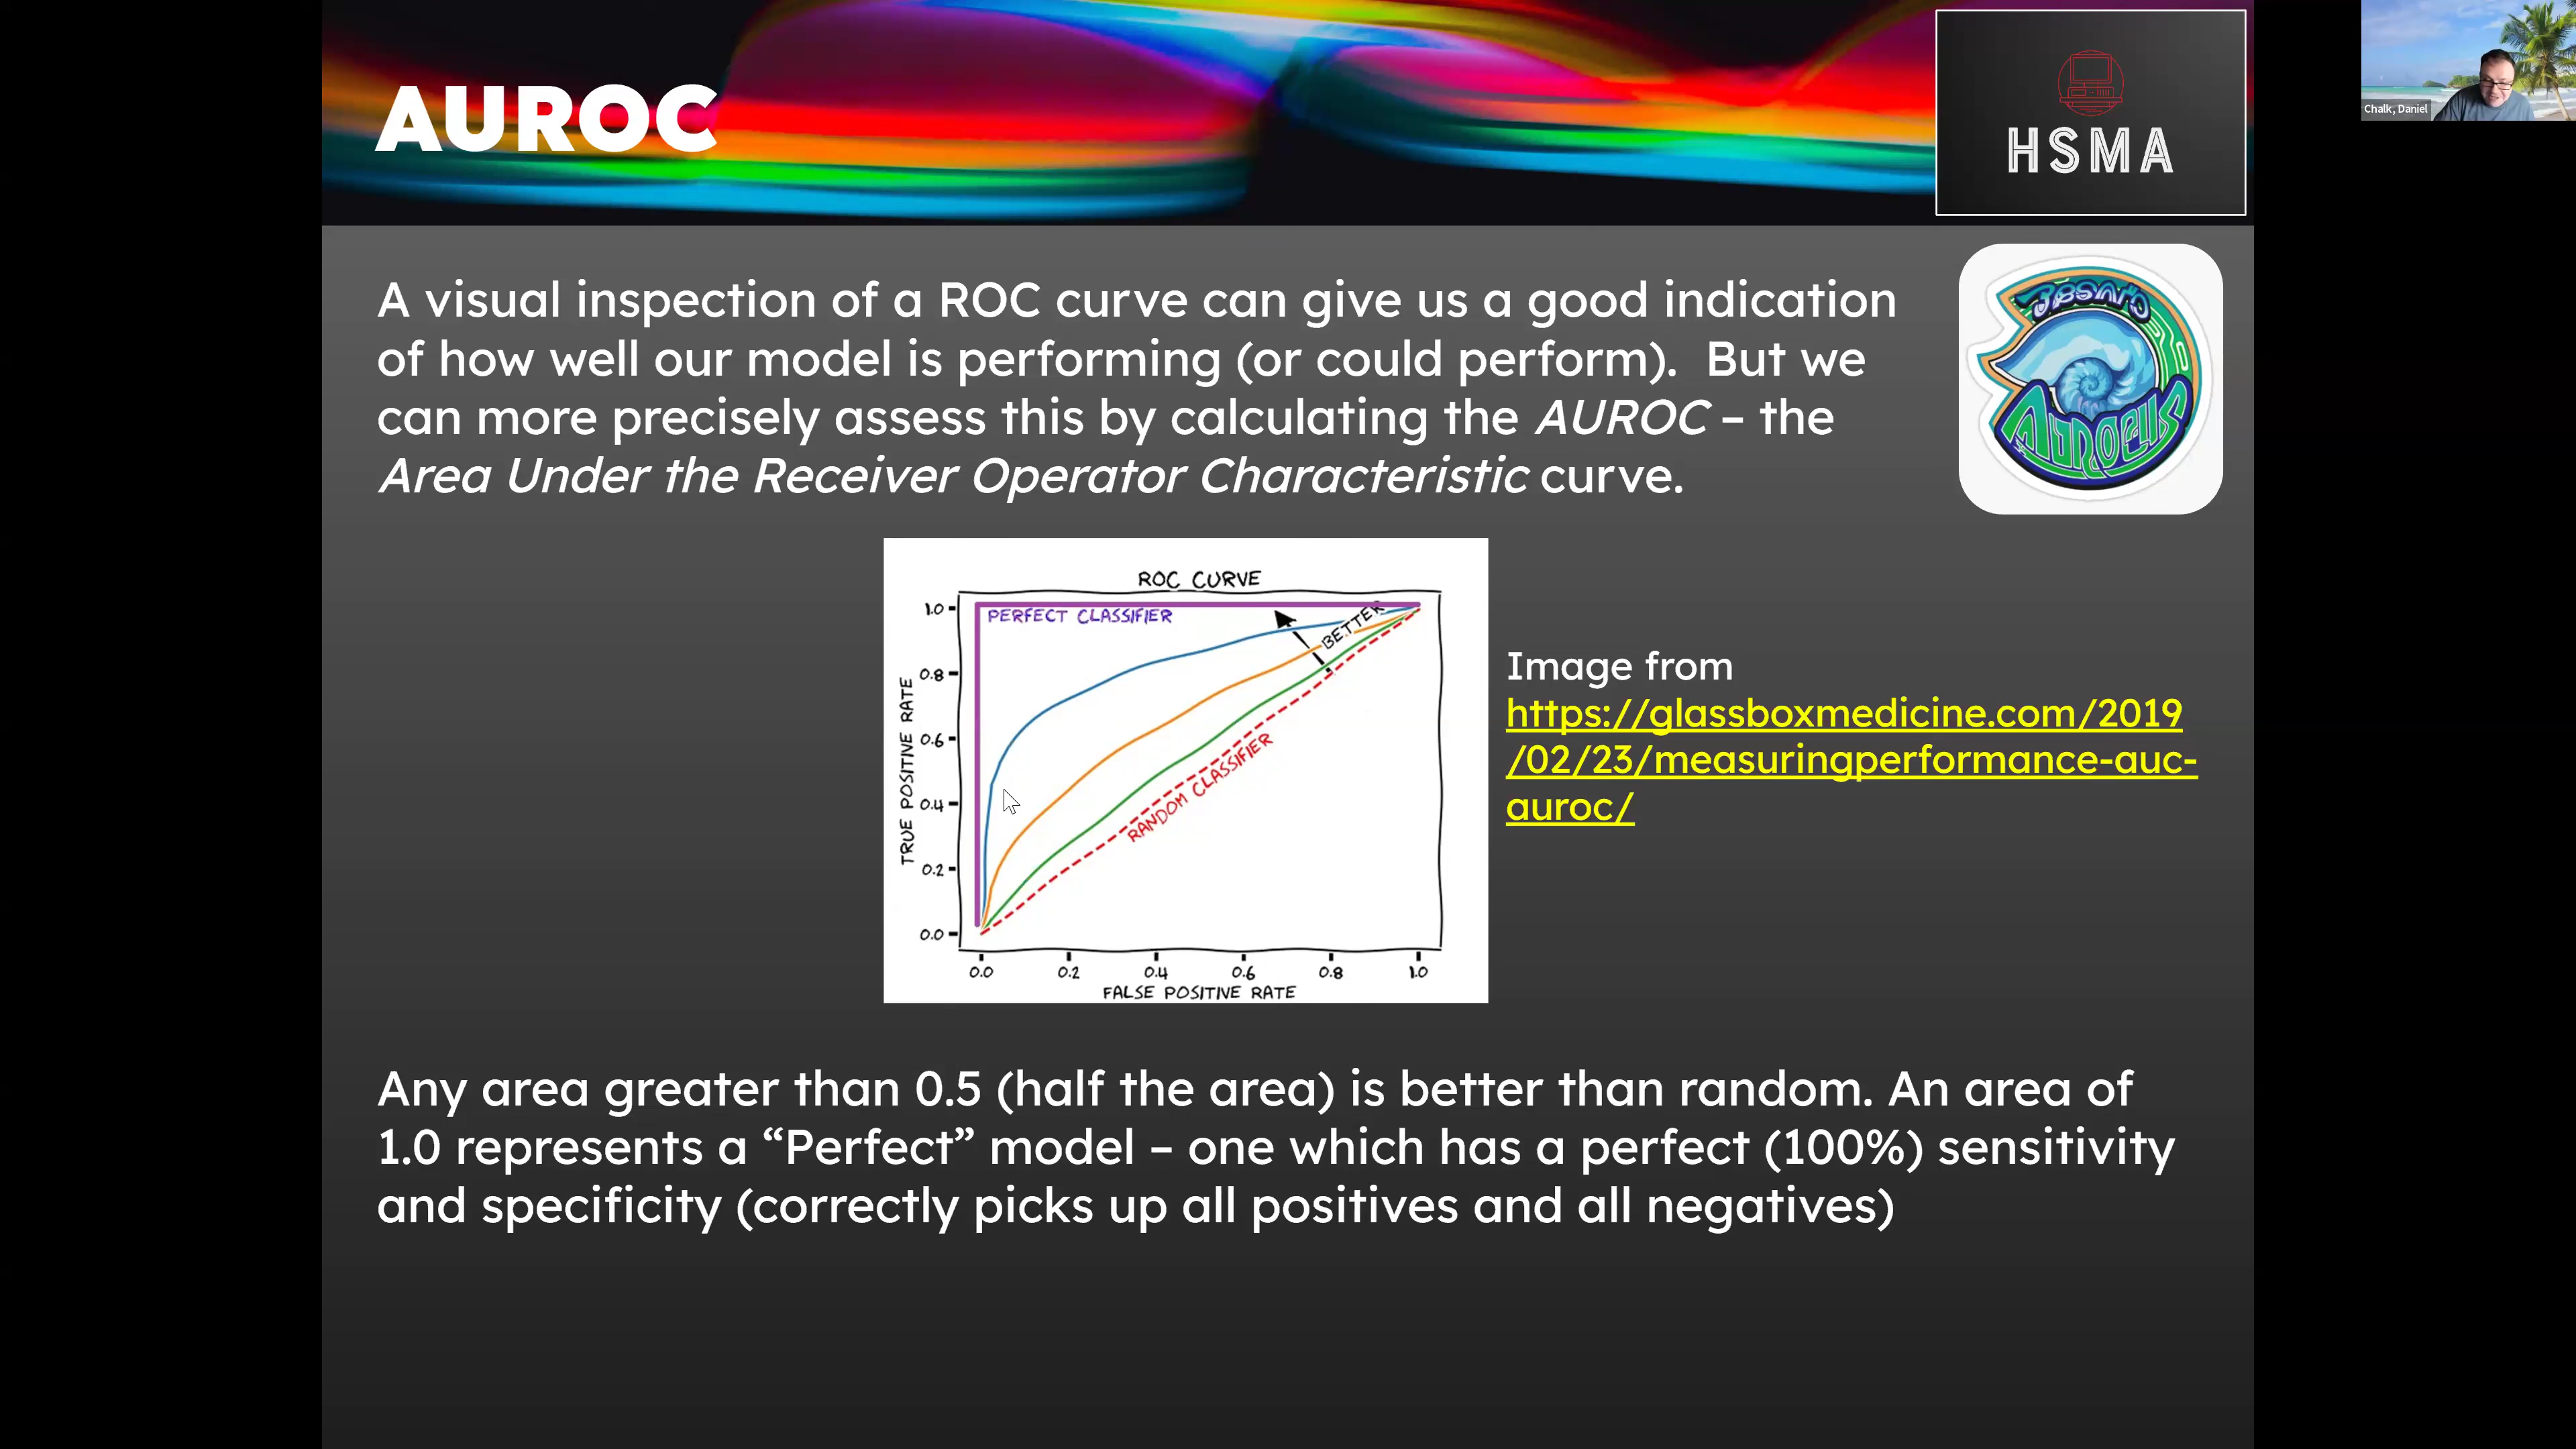 AUROC
HSMA
Chalk, Daniel
A visual inspection of a ROC curve can give us a good indication
of how well our model is performing (or could perform). But we
can more precisely assess this by calculating the AUROC – the
Area Under the Receiver Operator Characteristic curve.
ROC CURVE
PERFECT CLASSIFIER
BETTER
RANDOM CLASSIFIER
TRUE POSITIVE RATE
1.0
0.8
0.6
0.4
0.2
0.0
0.0 0.2 0.4 0.6 0.8 1.0
FALSE POSITIVE RATE
Image from
https://glassboxmedicine.com/2019
/02/23/measuringperformance-auc-
auroc/
Any area greater than 0.5 (half the area) is better than random. An area of
1.0 represents a “Perfect” model – one which has a perfect (100%) sensitivity
and specificity (correctly picks up all positives and all negatives)